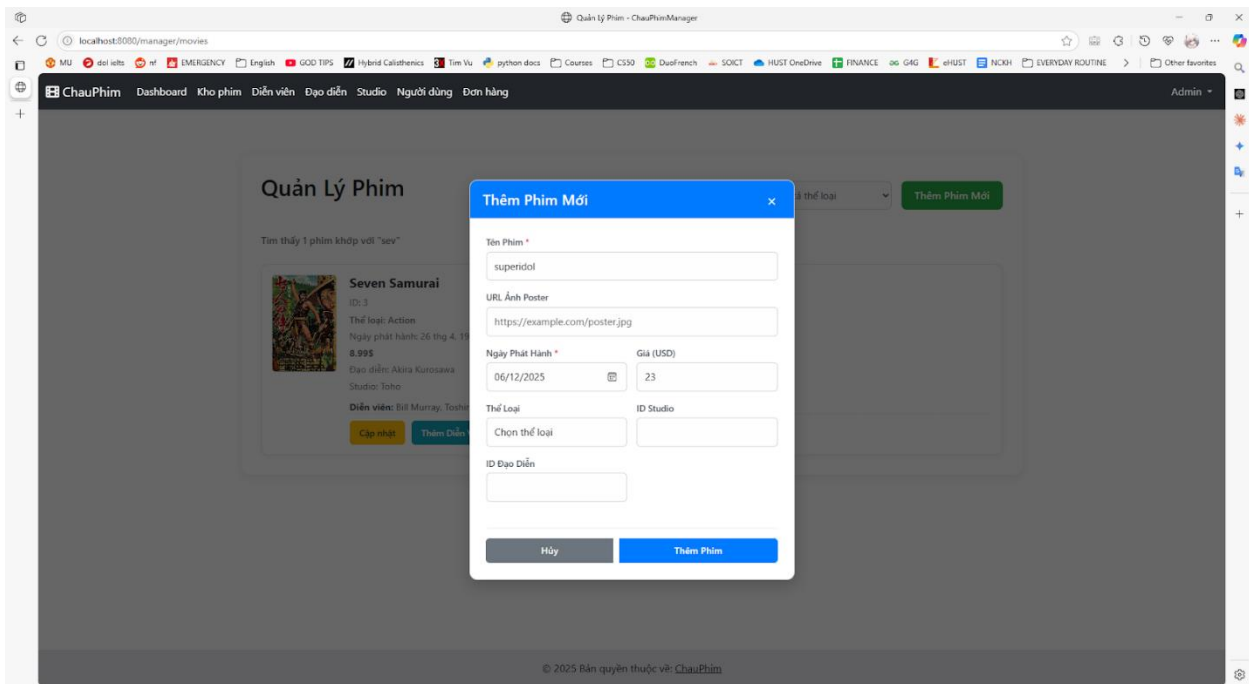 Quản Lý Phim - ChauPhimManager
localhost:8080/manager/movies
MU dol ielts nf EMERGENCY English GOD TIPS Hybrid Calisthenics Tim Vu python docs Courses CS50 DuoFrench SOICT HUST OneDrive FINANCE G4G eHUST NCKH EVERYDAY ROUTINE Other favorites
ChauPhim Dashboard Kho phim Diễn viên Đạo diễn Studio Người dùng Đơn hàng Admin
Quản Lý Phim
thể loại Thêm Phim Mới
Tìm thấy 1 phim khớp với "sev"
Seven Samurai
ID: 3
Thể loại: Action
Ngày phát hành: 26 thg 4, 19
8.99$
Đạo diễn: Akira Kurosawa
Studio: Toho
Diễn viên: Bill Murray, Toshir
Cập nhật Thêm Diễn
Thêm Phim Mới ×
Tên Phim *
superidol
URL Ảnh Poster
https://example.com/poster.jpg
Ngày Phát Hành * Giá (USD)
06/12/2025 23
Thể Loại ID Studio
Chọn thể loại
ID Đạo Diễn
Hủy Thêm Phim
© 2025 Bản quyền thuộc về: ChauPhim